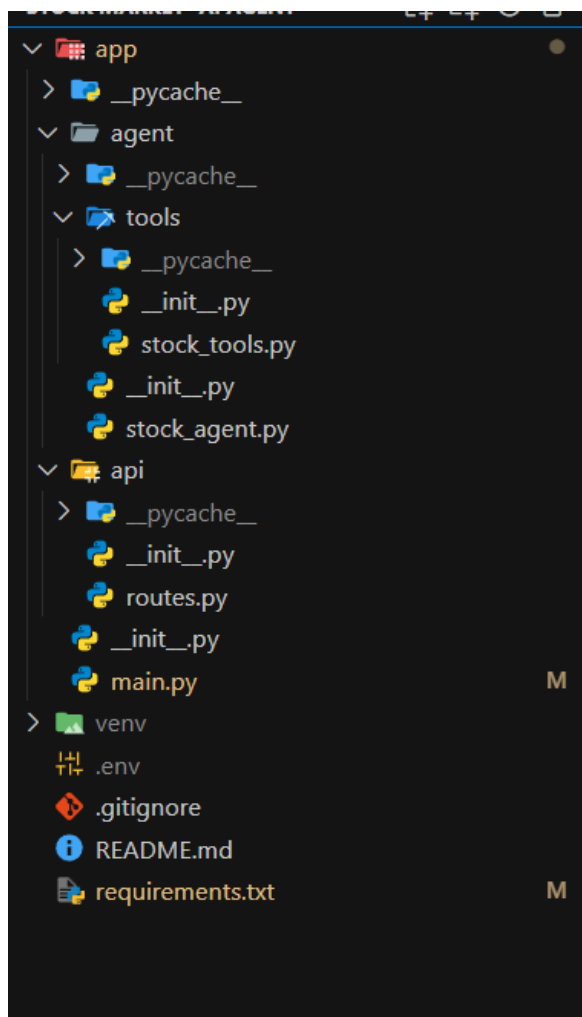 app
__pycache__
agent
__pycache__
tools
__pycache__
__init__.py
stock_tools.py
__init__.py
stock_agent.py
api
__pycache__
__init__.py
routes.py
__init__.py
main.py M
venv
.env
.gitignore
README.md
requirements.txt M